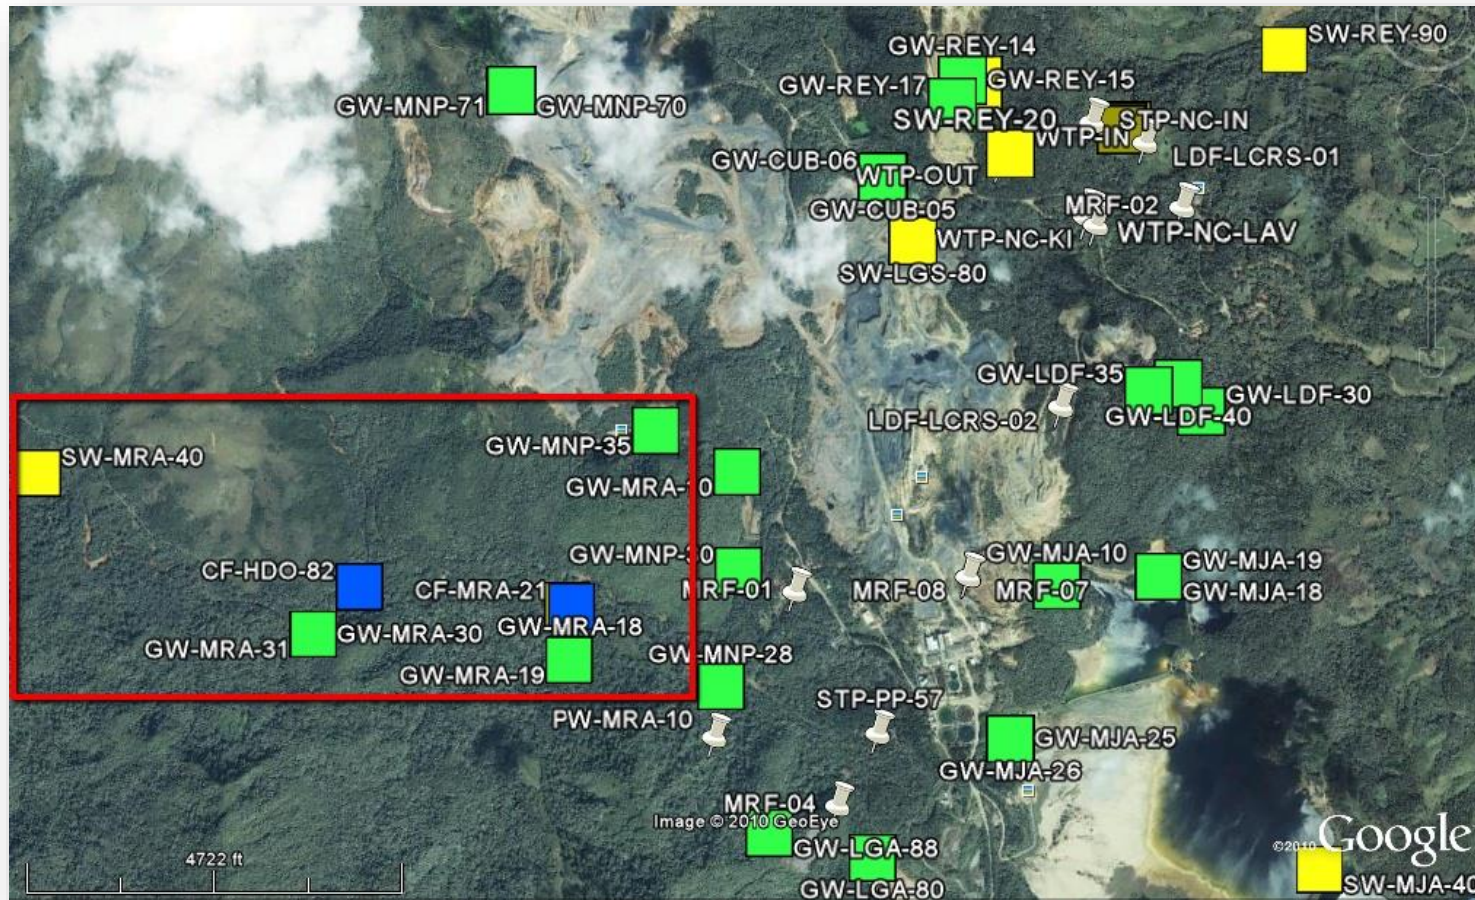 SW-REY-90
GW-REY-14
GW-REY-17
GW-REY-15
GW-MNP-71
GW-MNP-70
SW-REY-20
STP-NC-IN
WTP-IN
LDF-LCRS-01
GW-CUB-06
WTP-OUT
GW-CUB-05
MRF-02
WTP-NC-KI
WTP-NC-LAV
SW-LGS-80
GW-LDF-35
GW-LDF-30
LDF-LCRS-02
GW-LDF-40
GW-MNP-35
SW-MRA-40
GW-MRA-10
GW-MNP-30
GW-MJA-10
GW-MJA-19
CF-HDO-82
CF-MRA-21
MRF-01
MRF-08
MRF-07
GW-MJA-18
GW-MRA-18
GW-MRA-30
GW-MRA-31
GW-MNP-28
GW-MRA-19
STP-PP-57
PW-MRA-10
GW-MJA-25
GW-MJA-26
MRF-04
Image © 2010 GeoEye
GW-LGA-88
©2010 Google
4722 ft
GW-LGA-80
SW-MJA-40